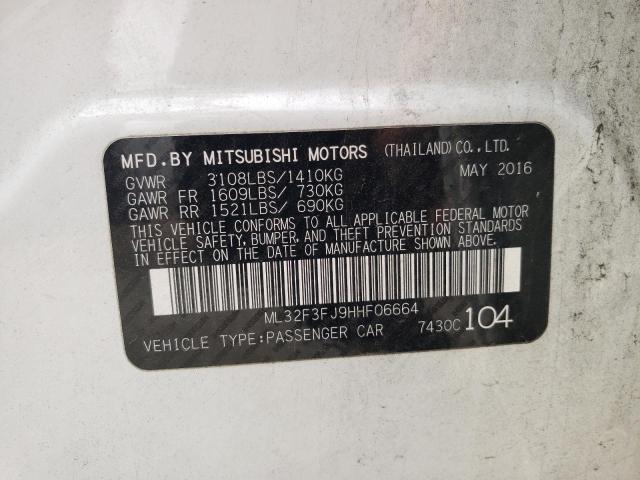 MFD.BY MITSUBISHI MOTORS (THAILAND)CO.,LTD.
GVWR 3108LBS/1410KG MAY 2016
GAWR FR 1609LBS/ 730KG
GAWR RR 1521LBS/ 690KG
THIS VEHICLE CONFORMS TO ALL APPLICABLE FEDERAL MOTOR
VEHICLE SAFETY, BUMPER, AND THEFT PREVENTION STANDARDS
IN EFFECT ON THE DATE OF MANUFACTURE SHOWN ABOVE.
ML32F3FJ9HHF06664
VEHICLE TYPE:PASSENGER CAR 7430C 104